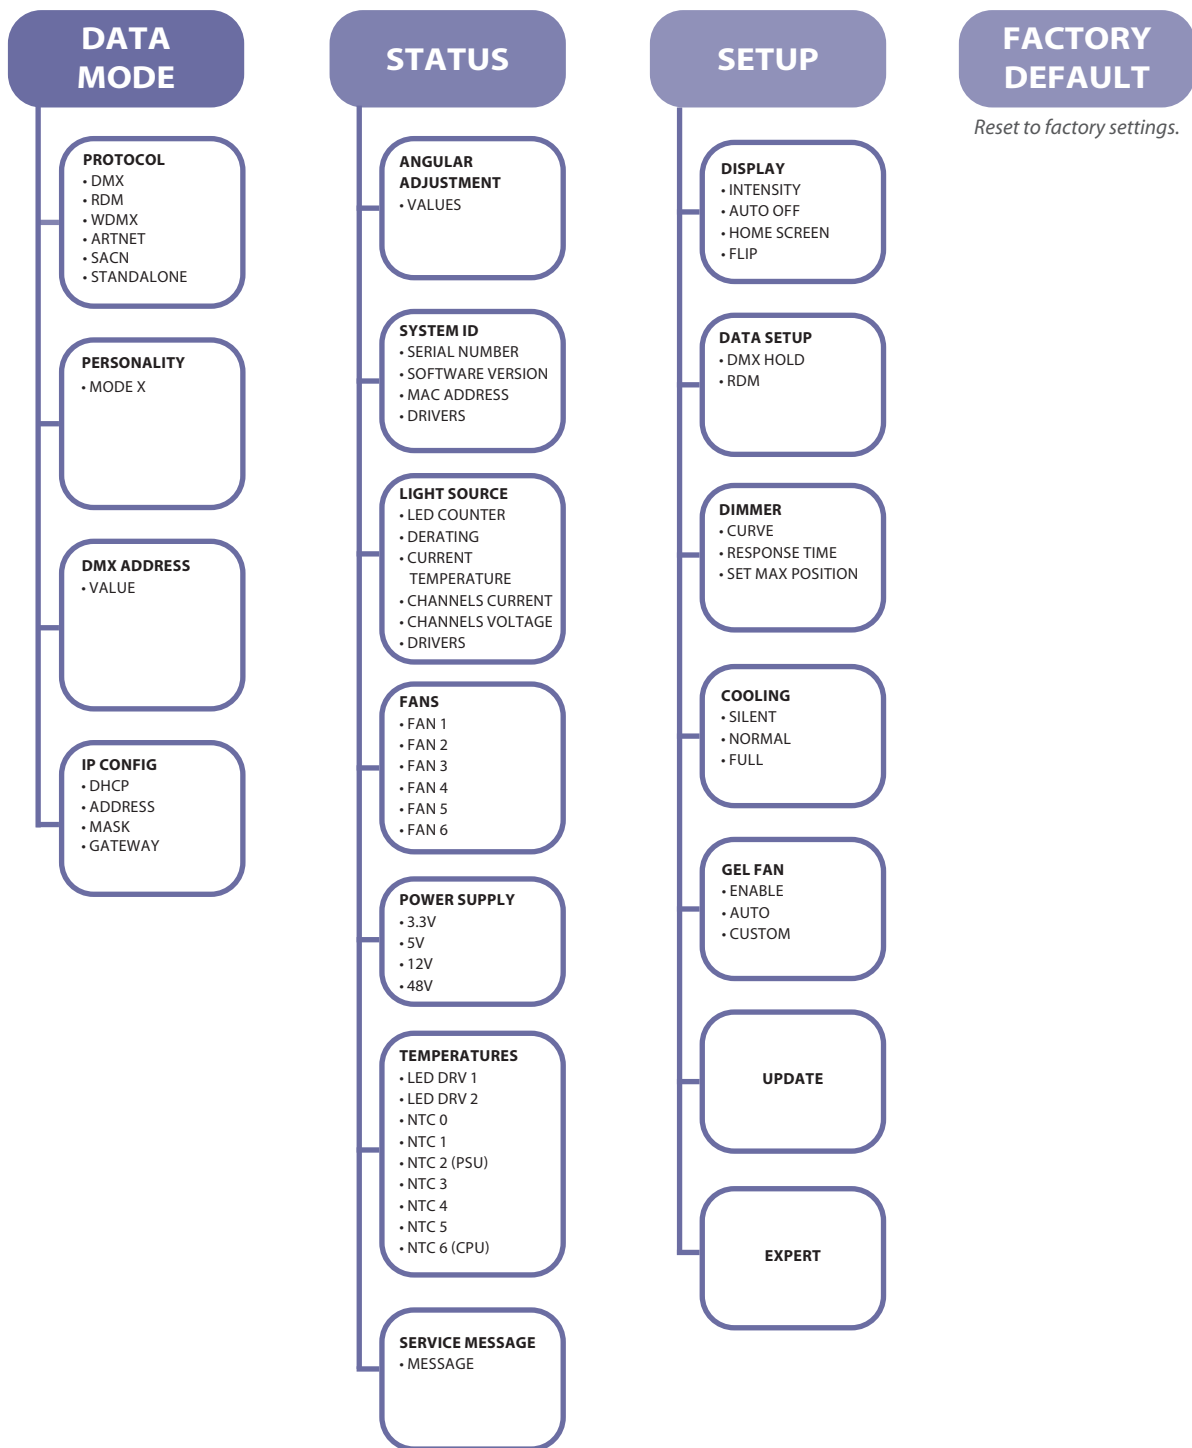 DATA
MODE
PROTOCOL
• DMX
• RDM
• WDMX
• ARTNET
• SACN
• STANDALONE
PERSONALITY
• MODE X
DMX ADDRESS
• VALUE
IP CONFIG
• DHCP
• ADDRESS
• MASK
• GATEWAY
STATUS
ANGULAR
ADJUSTMENT
• VALUES
SYSTEM ID
• SERIAL NUMBER
• SOFTWARE VERSION
• MAC ADDRESS
• DRIVERS
LIGHT SOURCE
• LED COUNTER
• DERATING
• CURRENT
TEMPERATURE
• CHANNELS CURRENT
• CHANNELS VOLTAGE
• DRIVERS
FANS
• FAN 1
• FAN 2
• FAN 3
• FAN 4
• FAN 5
• FAN 6
POWER SUPPLY
• 3.3V
• 5V
• 12V
• 48V
TEMPERATURES
• LED DRV 1
• LED DRV 2
• NTC 0
• NTC 1
• NTC 2 (PSU)
• NTC 3
• NTC 4
• NTC 5
• NTC 6 (CPU)
SERVICE MESSAGE
• MESSAGE
SETUP
DISPLAY
• INTENSITY
• AUTO OFF
• HOME SCREEN
• FLIP
DATA SETUP
• DMX HOLD
• RDM
DIMMER
• CURVE
• RESPONSE TIME
• SET MAX POSITION
COOLING
• SILENT
• NORMAL
• FULL
GEL FAN
• ENABLE
• AUTO
• CUSTOM
UPDATE
EXPERT
FACTORY
DEFAULT
Reset to factory settings.